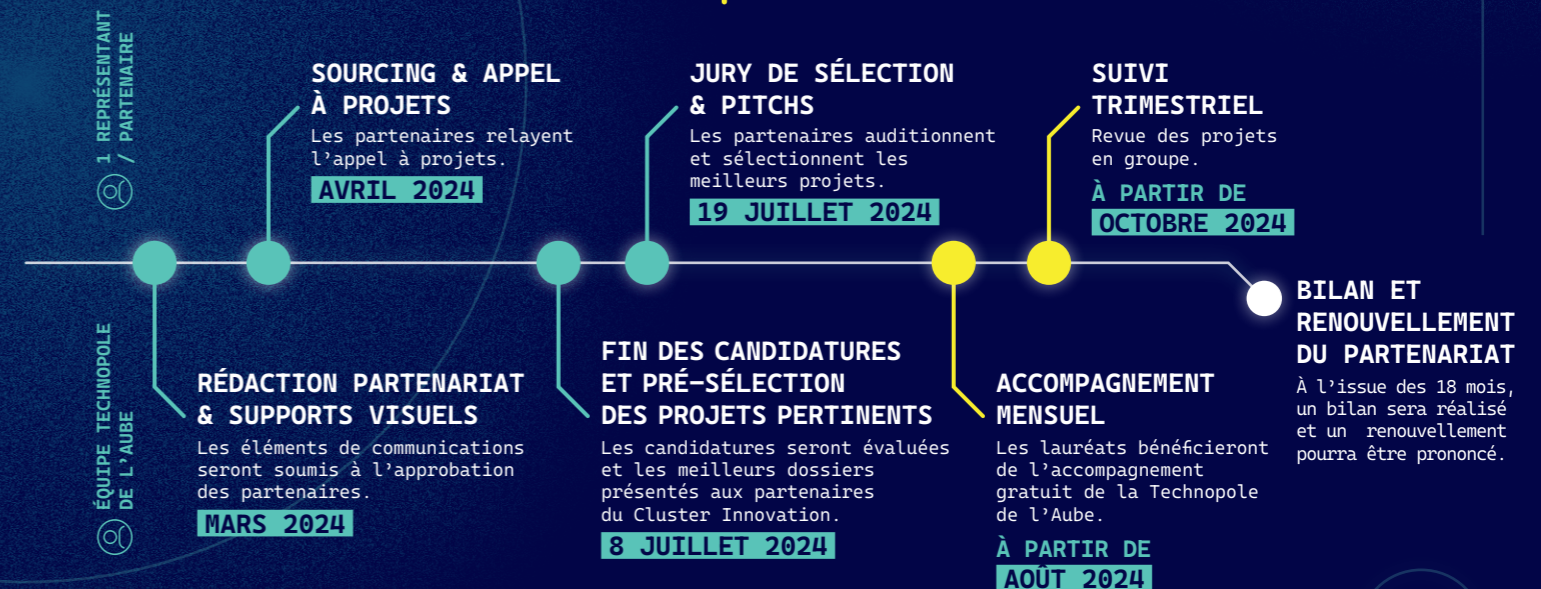 1 REPRÉSENTANT
/ PARTENAIRE
SOURCING & APPEL
À PROJETS
Les partenaires relayent
l'appel à projets.
AVRIL 2024
JURY DE SÉLECTION
& PITCHS
Les partenaires auditionnent
et sélectionnent les
meilleurs projets.
19 JUILLET 2024
SUIVI
TRIMESTRIEL
Revue des projets
en groupe.
À PARTIR DE
OCTOBRE 2024
ÉQUIPE TECHNOPOLE
DE L'AUBE
RÉDACTION PARTENARIAT
& SUPPORTS VISUELS
Les éléments de communications
seront soumis à l'approbation
des partenaires.
MARS 2024
FIN DES CANDIDATURES
ET PRÉ-SÉLECTION
DES PROJETS PERTINENTS
Les candidatures seront évaluées
et les meilleurs dossiers
présentés aux partenaires
du Cluster Innovation.
8 JUILLET 2024
ACCOMPAGNEMENT
MENSUEL
Les lauréats bénéficieront
de l'accompagnement
gratuit de la Technopole
de l'Aube.
À PARTIR DE
AOÛT 2024
BILAN ET
RENOUVELLEMENT
DU PARTENARIAT
À l'issue des 18 mois,
un bilan sera réalisé
et un renouvellement
pourra être prononcé.